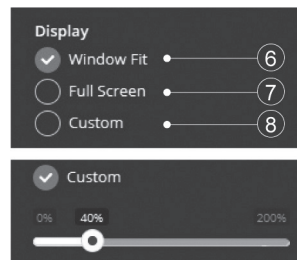 Display
Window Fit 6
Full Screen 7
Custom 8
Custom
0% 40% 200%